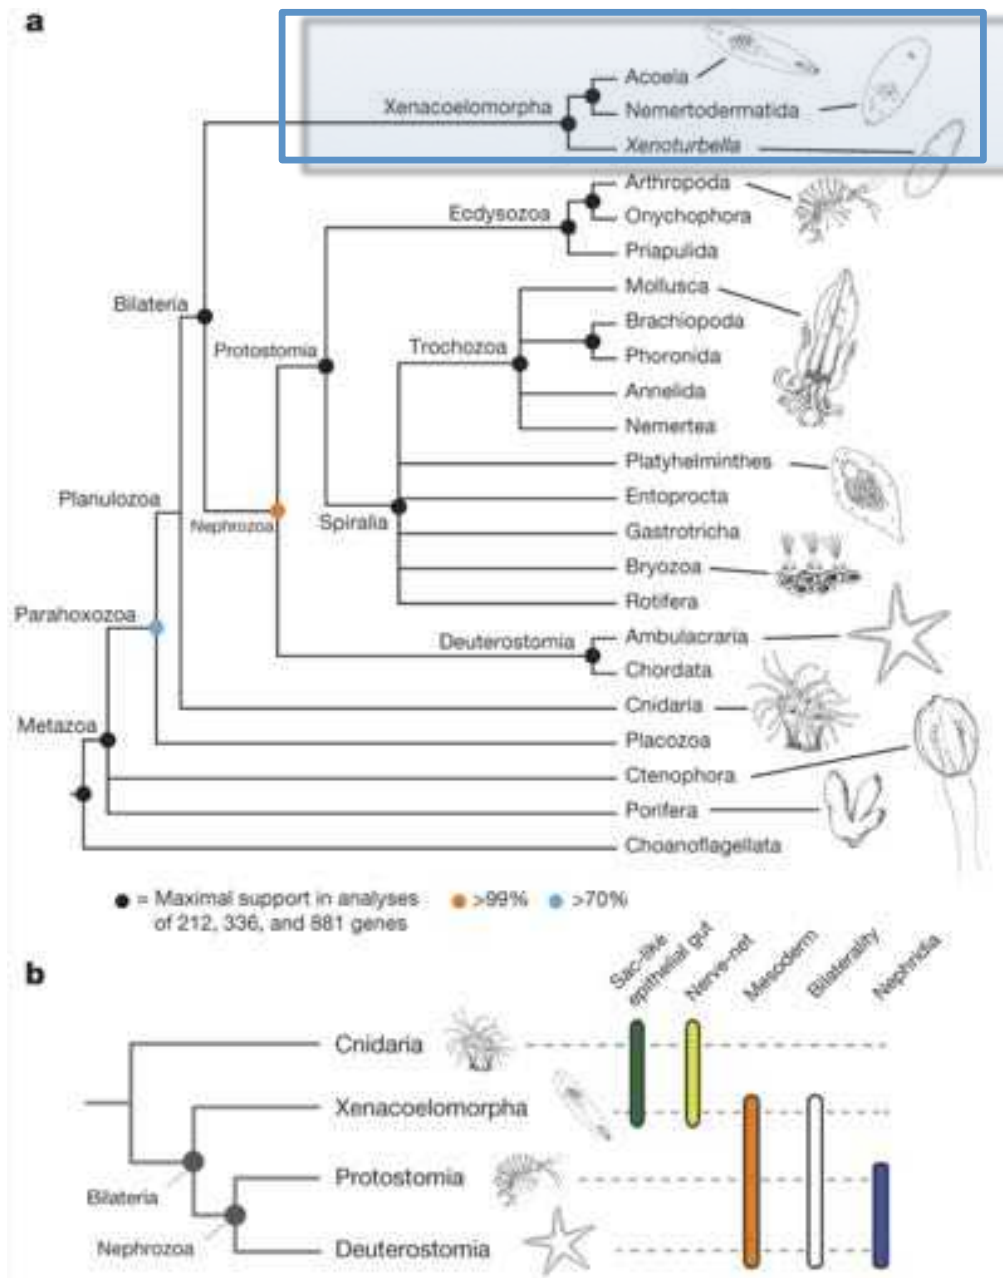 a
Acoela
Xenacoelomorpha
Nemertodermatida
Xenoturbella
Arthropoda
Ecdysozoa
Onychophora
Priapulida
Mollusca
Bilateria
Brachiopoda
Protostomia
Trochozoa
Phoronida
Annelida
Nemertea
Platyhelminthes
Planulozoa
Entoprocta
Nephrozoa
Spiralia
Gastrotricha
Bryozoa
Rotifera
Parahoxozoa
Deuterostomia
Ambulacraria
Chordata
Cnidaria
Metazoa
Placozoa
Ctenophora
Porifera
Choanoflagellata
= Maximal support in analyses
of 212, 336, and 881 genes
>99%
>70%
b
Sac-like
epithelial gut
Nerve-net
Mesoderm
Bilaterality
Nephridia
Cnidaria
Xenacoelomorpha
Protostomia
Bilateria
Nephrozoa
Deuterostomia